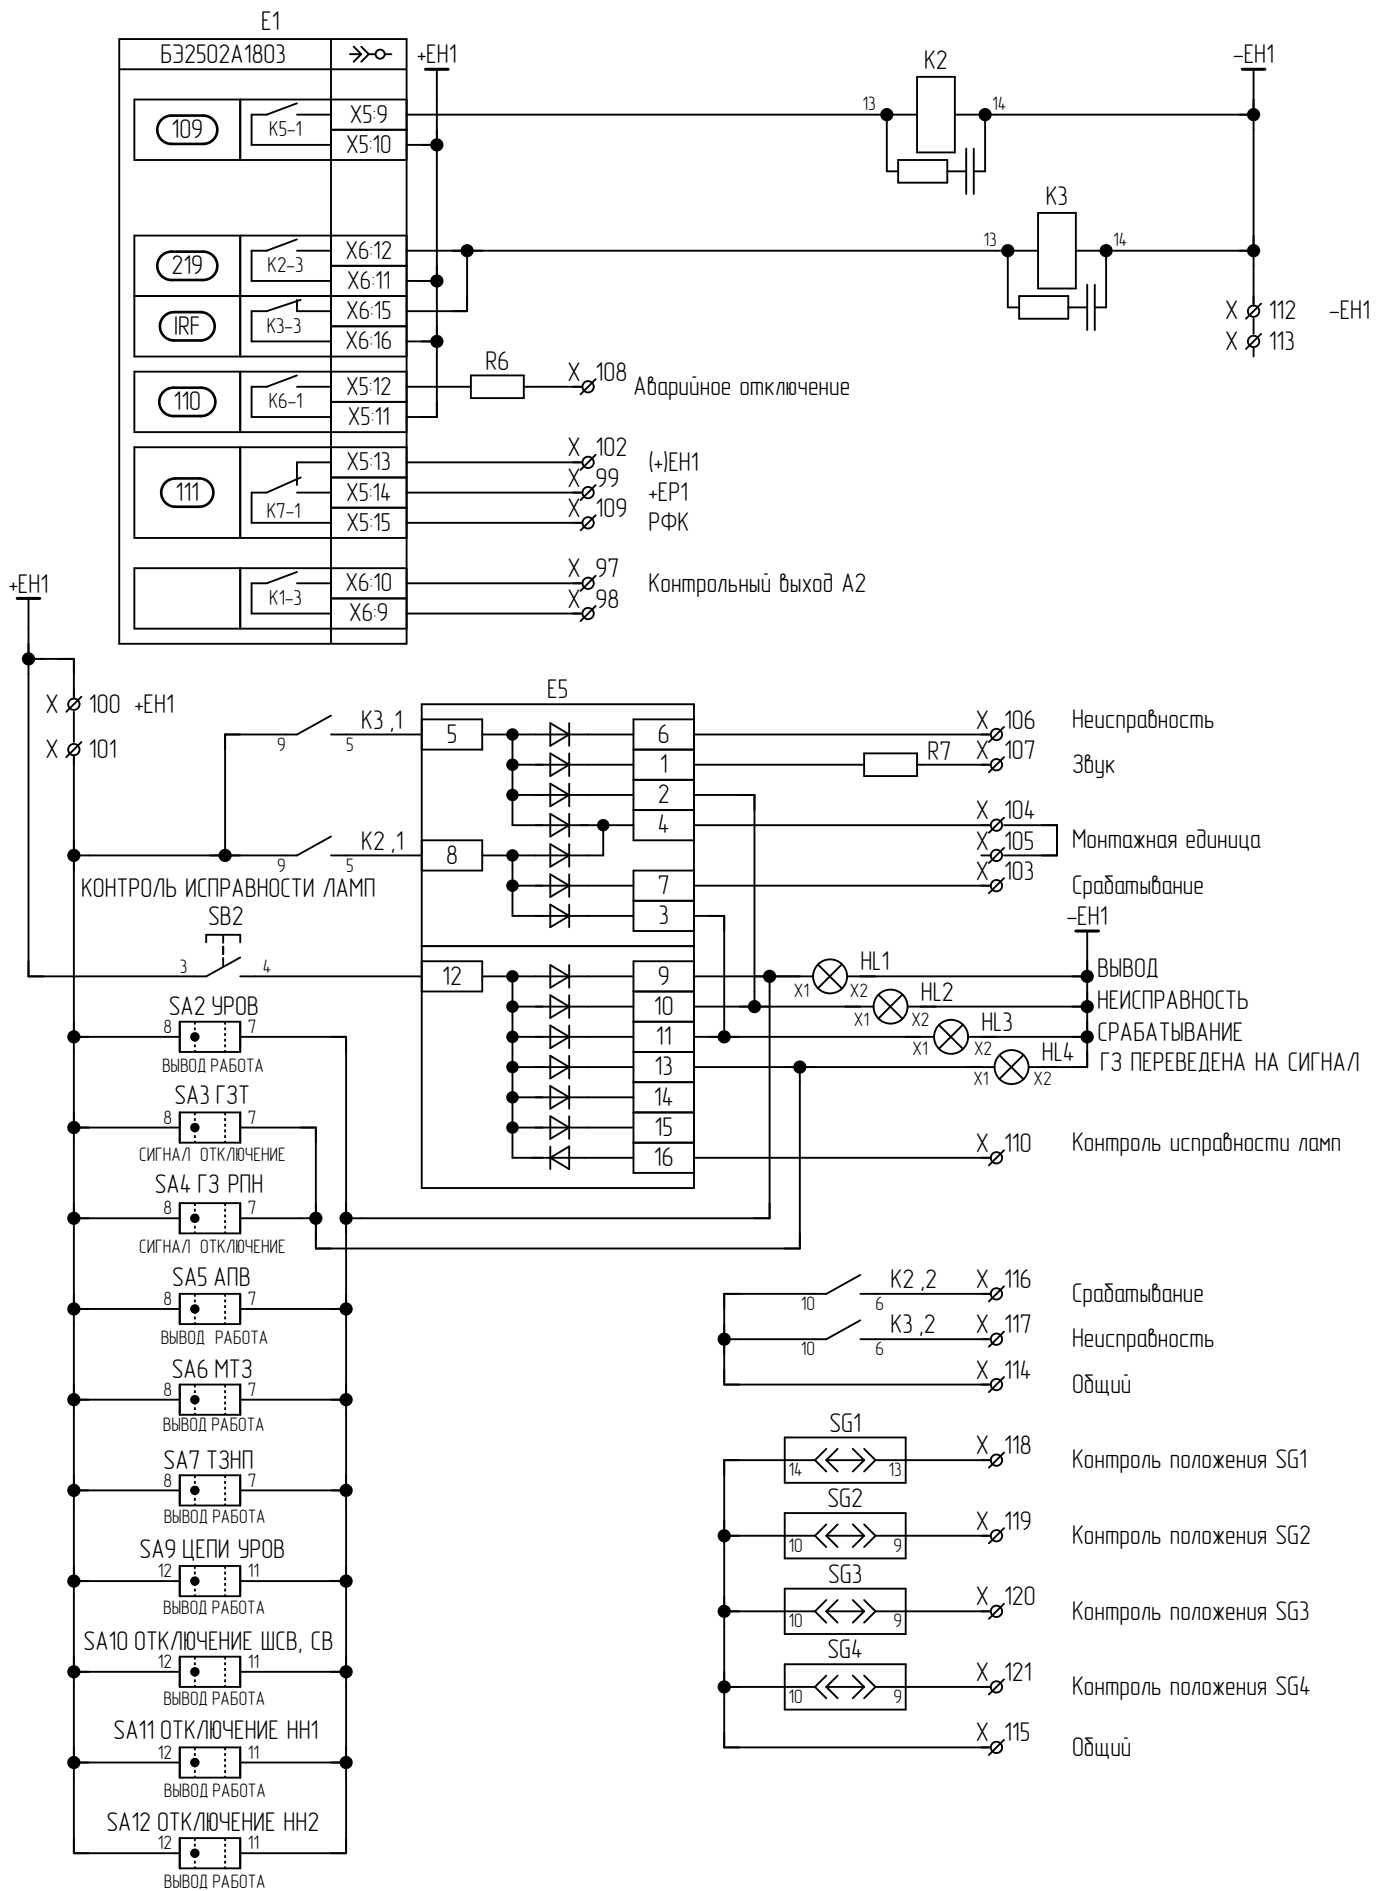 E1
БЭ2502А1803
+EH1
K2
-EH1
109
K5-1
X5:9
X5:10
13
14
K3
219
K2-3
X6:12
X6:11
13
14
IRF
K3-3
X6:15
X6:16
X 112 -EH1
X 113
110
K6-1
X5:12
X5:11
R6
X 108
Аварийное отключение
111
K7-1
X5:13
X5:14
X5:15
X 102 (+)EH1
X 99 +EP1
X 109 РФК
K1-3
X6:10
X6:9
X 97
X 98
Контрольный выход А2
+EH1
X 100 +EH1
X 101
E5
9
K3 ,1
5
5
6
1
2
4
X 106 Неисправность
R7
X 107 Звук
X 104
X 105
Монтажная единица
9
K2 ,1
5
8
7
3
X 103 Срабатывание
КОНТРОЛЬ ИСПРАВНОСТИ ЛАМП
SB2
3
4
12
9
10
11
13
14
15
16
-EH1
X1 HL1 X2 ВЫВОД
X1 HL2 X2 НЕИСПРАВНОСТЬ
X1 HL3 X2 СРАБАТЫВАНИЕ
X1 HL4 X2 ГЗ ПЕРЕВЕДЕНА НА СИГНАЛ
X 110 Контроль исправности ламп
SA2 УРОВ
8 7
ВЫВОД РАБОТА
SA3 ГЗТ
8 7
СИГНАЛ ОТКЛЮЧЕНИЕ
SA4 ГЗ РПН
8 7
СИГНАЛ ОТКЛЮЧЕНИЕ
SA5 АПВ
8 7
ВЫВОД РАБОТА
SA6 МТЗ
8 7
ВЫВОД РАБОТА
SA7 ТЗНП
8 7
ВЫВОД РАБОТА
SA9 ЦЕПИ УРОВ
12 11
ВЫВОД РАБОТА
SA10 ОТКЛЮЧЕНИЕ ШСВ, СВ
12 11
ВЫВОД РАБОТА
SA11 ОТКЛЮЧЕНИЕ НН1
12 11
ВЫВОД РАБОТА
SA12 ОТКЛЮЧЕНИЕ НН2
12 11
ВЫВОД РАБОТА
10 K2 ,2 6 X 116 Срабатывание
10 K3 ,2 6 X 117 Неисправность
X 114 Общий
SG1
14 13 X 118 Контроль положения SG1
SG2
10 9 X 119 Контроль положения SG2
SG3
10 9 X 120 Контроль положения SG3
SG4
10 9 X 121 Контроль положения SG4
X 115 Общий